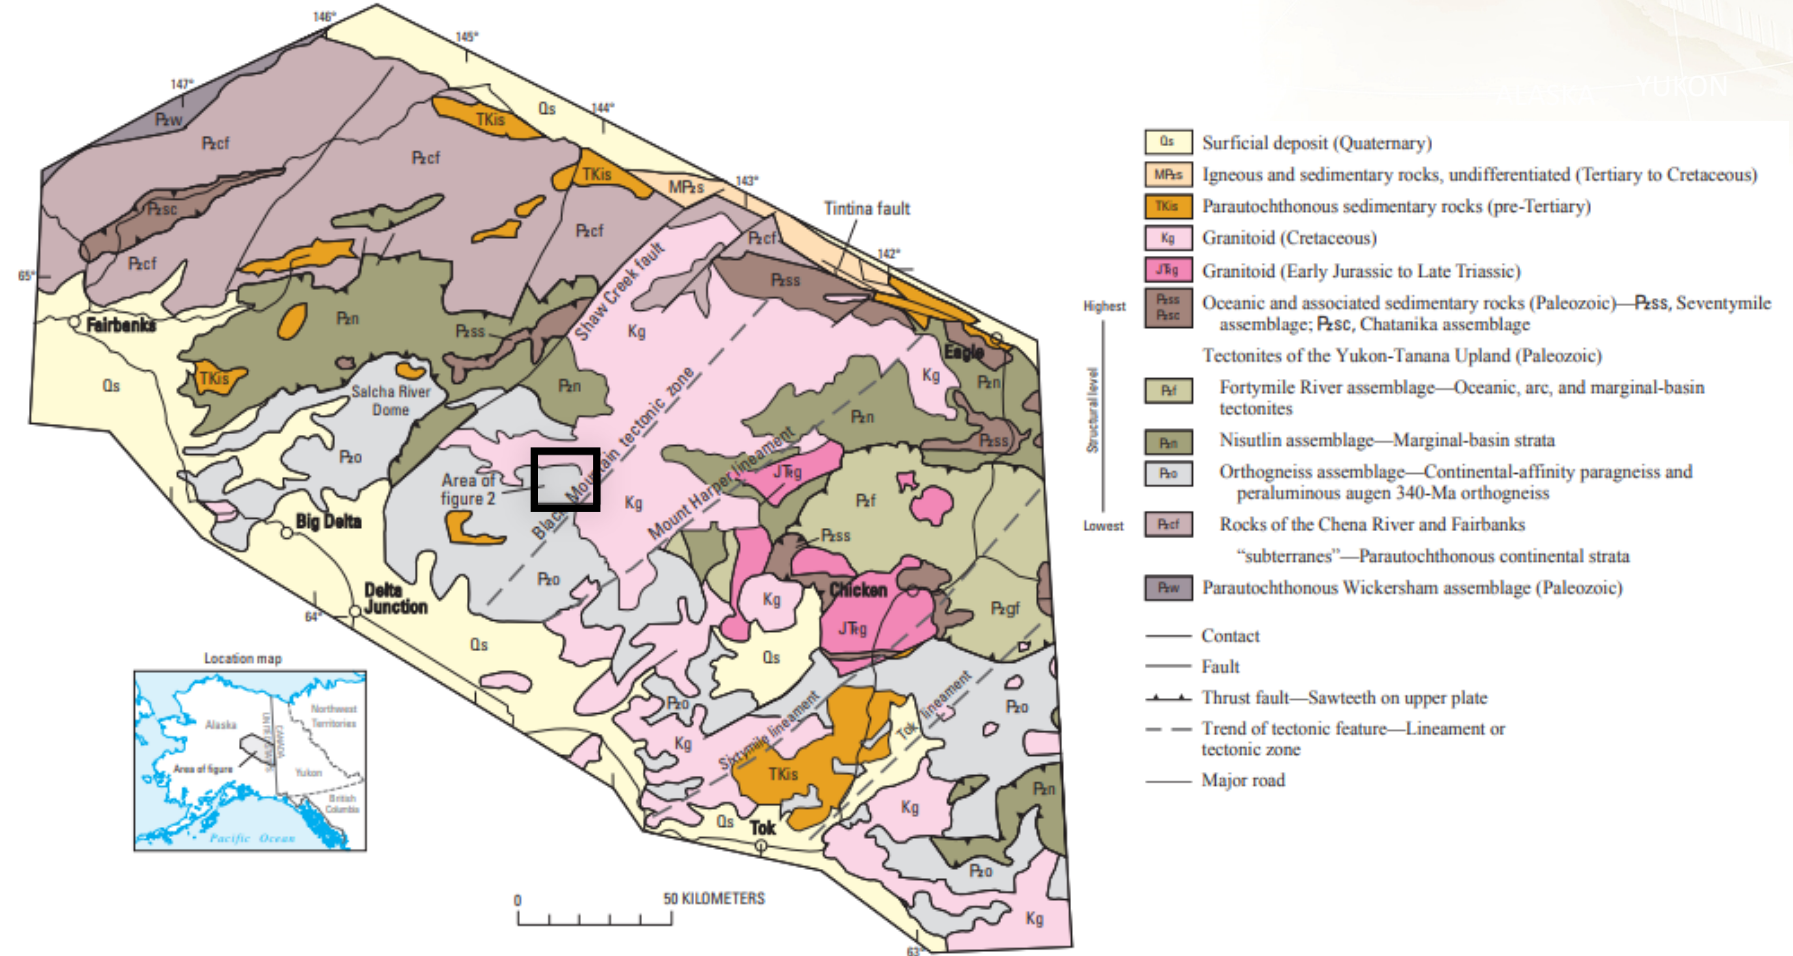 146°
145°
147°
144°
Qs
TKis
Pzw
Pzcf
Pzcf
TKis
MPzs
143°
Tintina fault
Pzsc
Pzcf
Pzcf
142°
Pzcf
65°
Pzss
Shaw Creek fault
Fairbanks
Pzn
Pzss
Kg
Eagle
Qs
TKis
Salcha River
Dome
Pzn
Kg
Pzn
Pzn
Pzss
Pzo
Black Mountain tectonic zone
Mount Harper lineament
JTRg
Area of
figure 2
Kg
Pzf
Big Delta
Pzss
Pzo
Delta
Junction
Chicken
Kg
Pzgf
64°
JTRg
Qs
Qs
Pzo
Pzo
Kg
Sixtymile lineament
Tok lineament
TKis
Pzn
Kg
Qs
Tok
Pzo
Kg
63°
0 50 KILOMETERS
Location map
Alaska
Northwest
Territories
UNITED STATES
CANADA
Area of figure
Yukon
British
Columbia
Pacific Ocean
ALASKA YUKON
Qs Surficial deposit (Quaternary)
MPzs Igneous and sedimentary rocks, undifferentiated (Tertiary to Cretaceous)
TKis Parautochthonous sedimentary rocks (pre-Tertiary)
Kg Granitoid (Cretaceous)
JTRg Granitoid (Early Jurassic to Late Triassic)
Pzss Oceanic and associated sedimentary rocks (Paleozoic)—Pzss, Seventymile
Pzsc assemblage; Pzsc, Chatanika assemblage
Tectonites of the Yukon-Tanana Upland (Paleozoic)
Pzf Fortymile River assemblage—Oceanic, arc, and marginal-basin
tectonites
Pzn Nisutlin assemblage—Marginal-basin strata
Pzo Orthogneiss assemblage—Continental-affinity paragneiss and
peraluminous augen 340-Ma orthogneiss
Pzcf Rocks of the Chena River and Fairbanks
“subterranes”—Parautochthonous continental strata
Pzw Parautochthonous Wickersham assemblage (Paleozoic)
Highest
Structural level
Lowest
Contact
Fault
Thrust fault—Sawteeth on upper plate
Trend of tectonic feature—Lineament or
tectonic zone
Major road